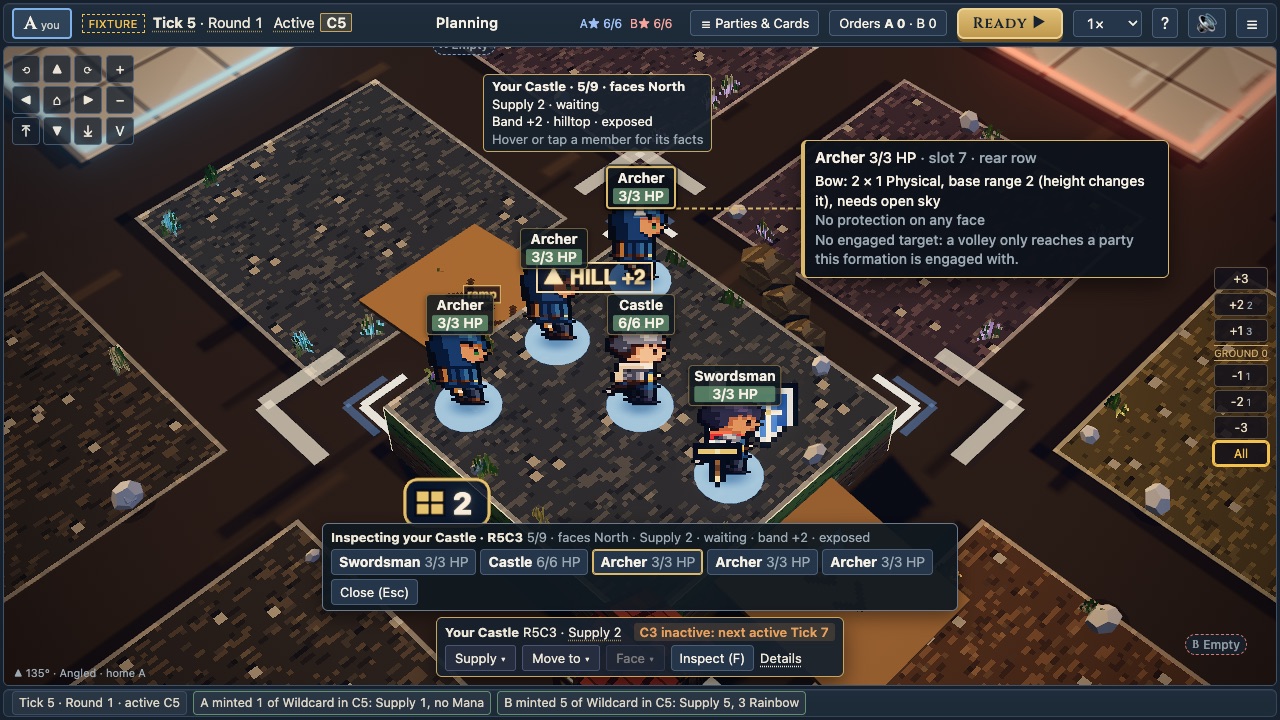 A you
FIXTURE
Tick 5 · Round 1 Active C5
Planning
A★ 6/6 B★ 6/6
≡ Parties & Cards
Orders A 0 · B 0
READY ▶
1×
?
Empty
Your Castle · 5/9 · faces North
Supply 2 · waiting
Band +2 · hilltop · exposed
Hover or tap a member for its facts
V
Archer
3/3 HP
Archer 3/3 HP · slot 7 · rear row
Bow: 2 × 1 Physical, base range 2 (height changes
it), needs open sky
No protection on any face
No engaged target: a volley only reaches a party
this formation is engaged with.
Archer
3/3 HP
▲ HILL +2
ramp
Archer
3/3 HP
Castle
6/6 HP
Swordsman
3/3 HP
+3
+2 2
+1 3
GROUND 0
-1 1
-2 1
-3
All
2
Inspecting your Castle · R5C3 5/9 · faces North · Supply 2 · waiting · band +2 · exposed
Swordsman 3/3 HP
Castle 6/6 HP
Archer 3/3 HP
Archer 3/3 HP
Archer 3/3 HP
Close (Esc)
Your Castle R5C3 · Supply 2 C3 inactive: next active Tick 7
Supply ▾
Move to ▾
Face ▾
Inspect (F)
Details
B Empty
▲ 135° · Angled · home A
Tick 5 · Round 1 · active C5
A minted 1 of Wildcard in C5: Supply 1, no Mana
B minted 5 of Wildcard in C5: Supply 5, 3 Rainbow